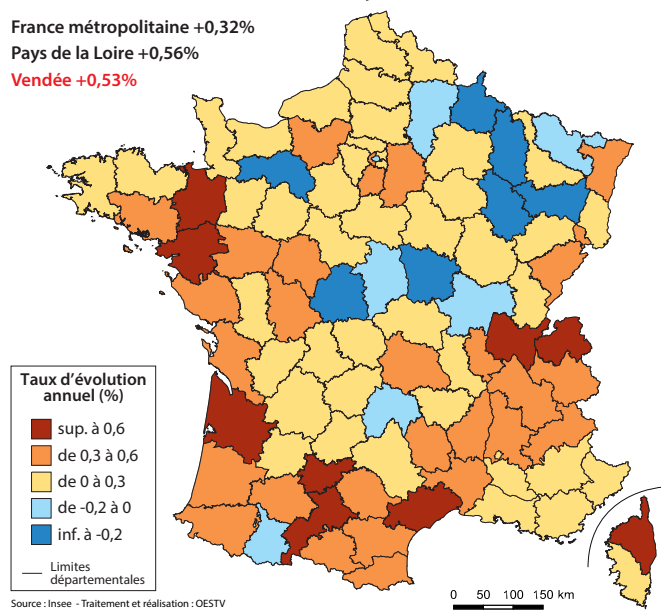 France métropolitaine +0,32%
Pays de la Loire +0,56%
Vendée +0,53%
Taux d'évolution
annuel (%)
sup. à 0,6
de 0,3 à 0,6
de 0 à 0,3
de -0,2 à 0
inf. à -0,2
Limites
départementales
0 50 100 150 km
Source : Insee - Traitement et réalisation : OESTV